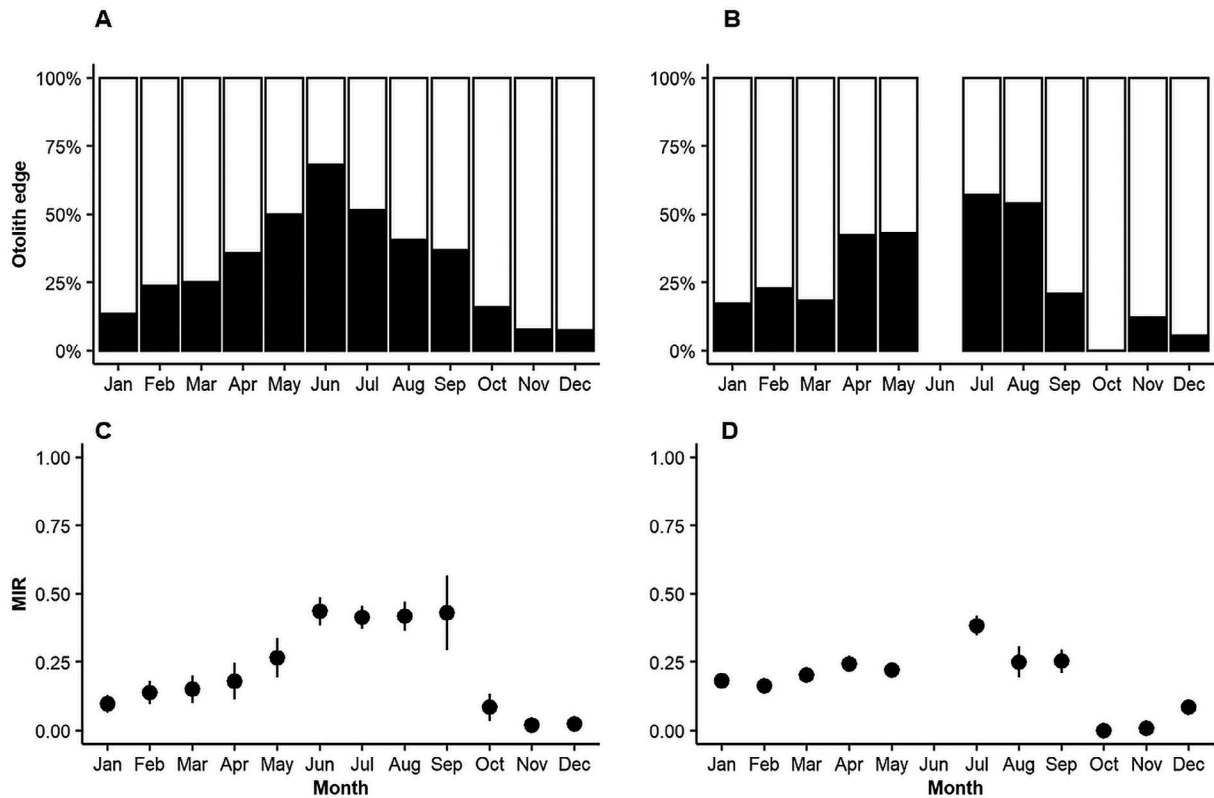 A
100%
75%
50%
25%
0%
Otolith edge
Jan Feb Mar Apr May Jun Jul Aug Sep Oct Nov Dec
B
100%
75%
50%
25%
0%
Jan Feb Mar Apr May Jun Jul Aug Sep Oct Nov Dec
C
1.00
0.75
0.50
0.25
0.00
MIR
Jan Feb Mar Apr May Jun Jul Aug Sep Oct Nov Dec
Month
D
1.00
0.75
0.50
0.25
0.00
Jan Feb Mar Apr May Jun Jul Aug Sep Oct Nov Dec
Month